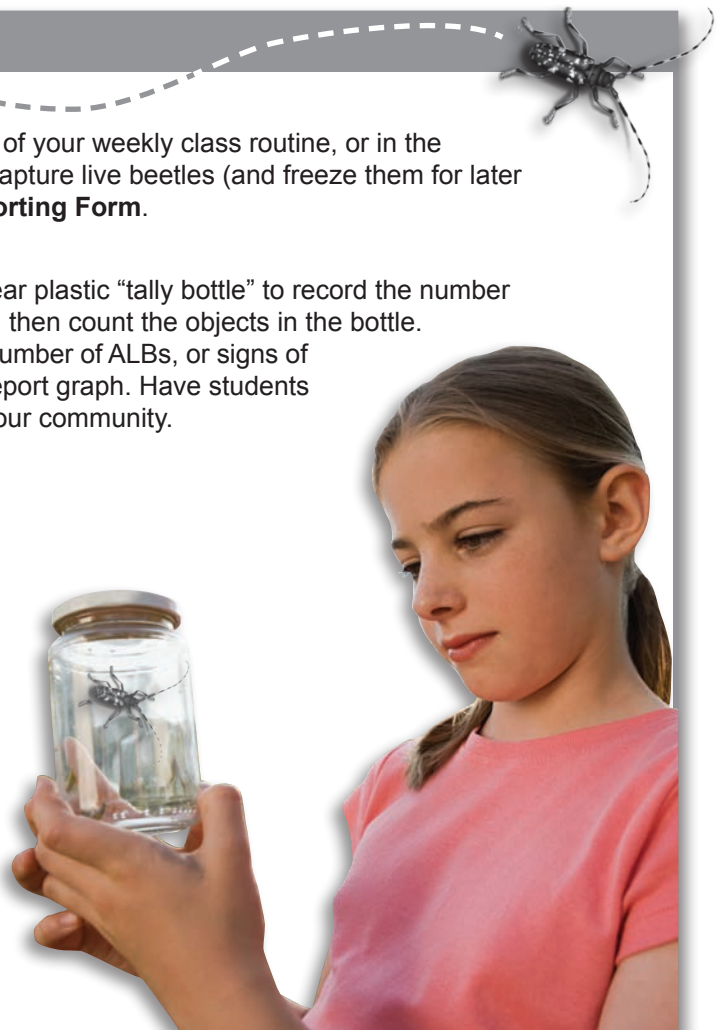 of your weekly class routine, or in the
apture live beetles (and freeze them for later
orting Form.
ear plastic “tally bottle” to record the number
then count the objects in the bottle.
umber of ALBs, or signs of
eport graph. Have students
our community.